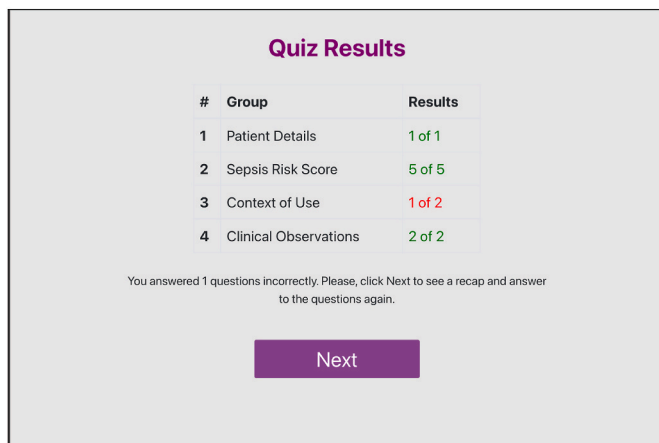 Quiz Results
# Group Results
1 Patient Details 1 of 1
2 Sepsis Risk Score 5 of 5
3 Context of Use 1 of 2
4 Clinical Observations 2 of 2
You answered 1 questions incorrectly. Please, click Next to see a recap and answer
to the questions again.
Next